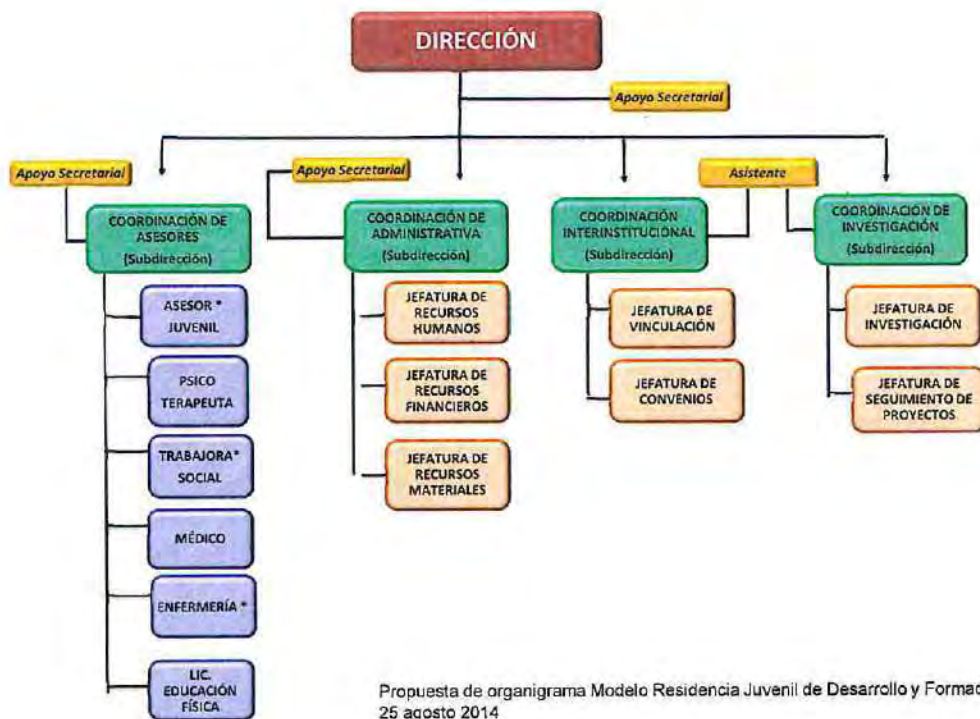 DIRECCIÓN
Apoyo Secretarial
Apoyo Secretarial
Apoyo Secretarial
Asistente
COORDINACIÓN DE
ASESORES
(Subdirección)
COORDINACIÓN DE
ADMINISTRATIVA
(Subdirección)
COORDINACIÓN
INTERINSTITUCIONAL
(Subdirección)
COORDINACIÓN DE
INVESTIGACIÓN
(Subdirección)
ASESOR *
JUVENIL
PSICO
TERAPEUTA
TRABAJORA*
SOCIAL
MÉDICO
ENFERMERÍA *
LIC.
EDUCACIÓN
FÍSICA
JEFATURA DE
RECURSOS
HUMANOS
JEFATURA DE
RECURSOS
FINANCIEROS
JEFATURA DE
RECURSOS
MATERIALES
JEFATURA DE
VINCULACIÓN
JEFATURA DE
CONVENIOS
JEFATURA DE
INVESTIGACIÓN
JEFATURA DE
SEGUIMIENTO DE
PROYECTOS
Propuesta de organigrama Modelo Residencia Juvenil de Desarrollo y Formac
25 agosto 2014